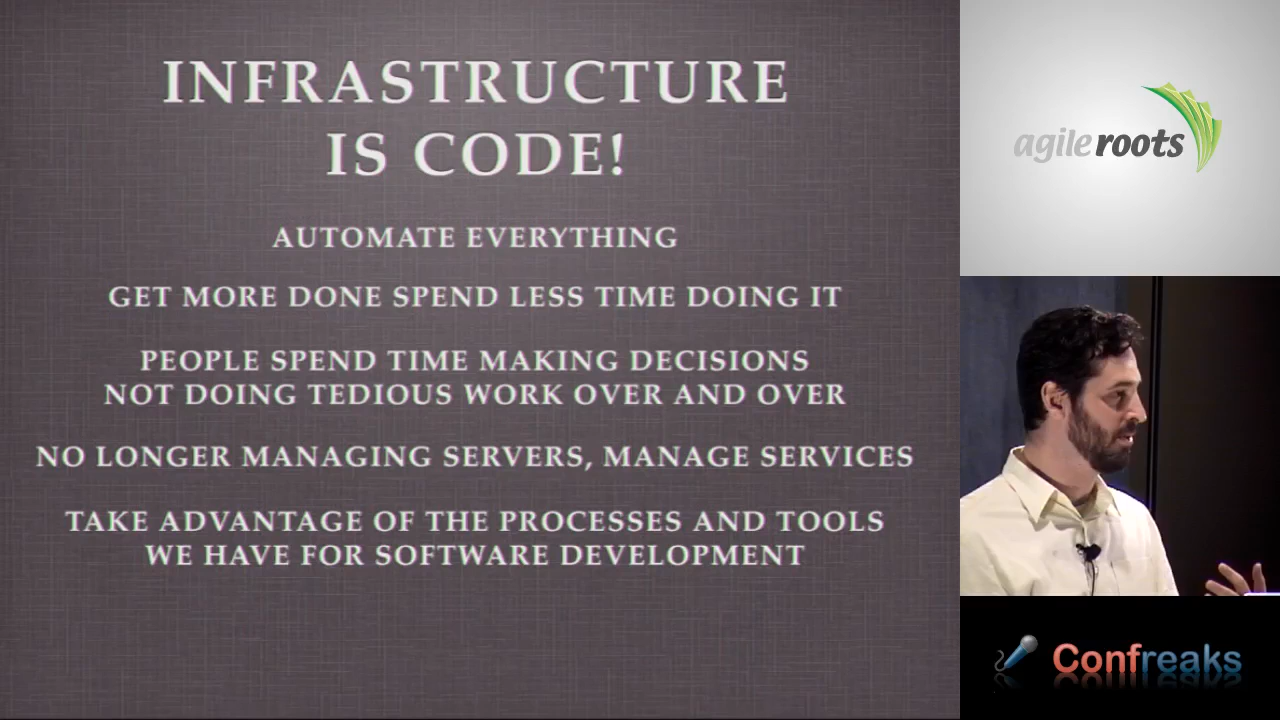 INFRASTRUCTURE
IS CODE!
AUTOMATE EVERYTHING
GET MORE DONE SPEND LESS TIME DOING IT
PEOPLE SPEND TIME MAKING DECISIONS
NOT DOING TEDIOUS WORK OVER AND OVER
NO LONGER MANAGING SERVERS, MANAGE SERVICES
TAKE ADVANTAGE OF THE PROCESSES AND TOOLS
WE HAVE FOR SOFTWARE DEVELOPMENT
agile roots
Confreaks